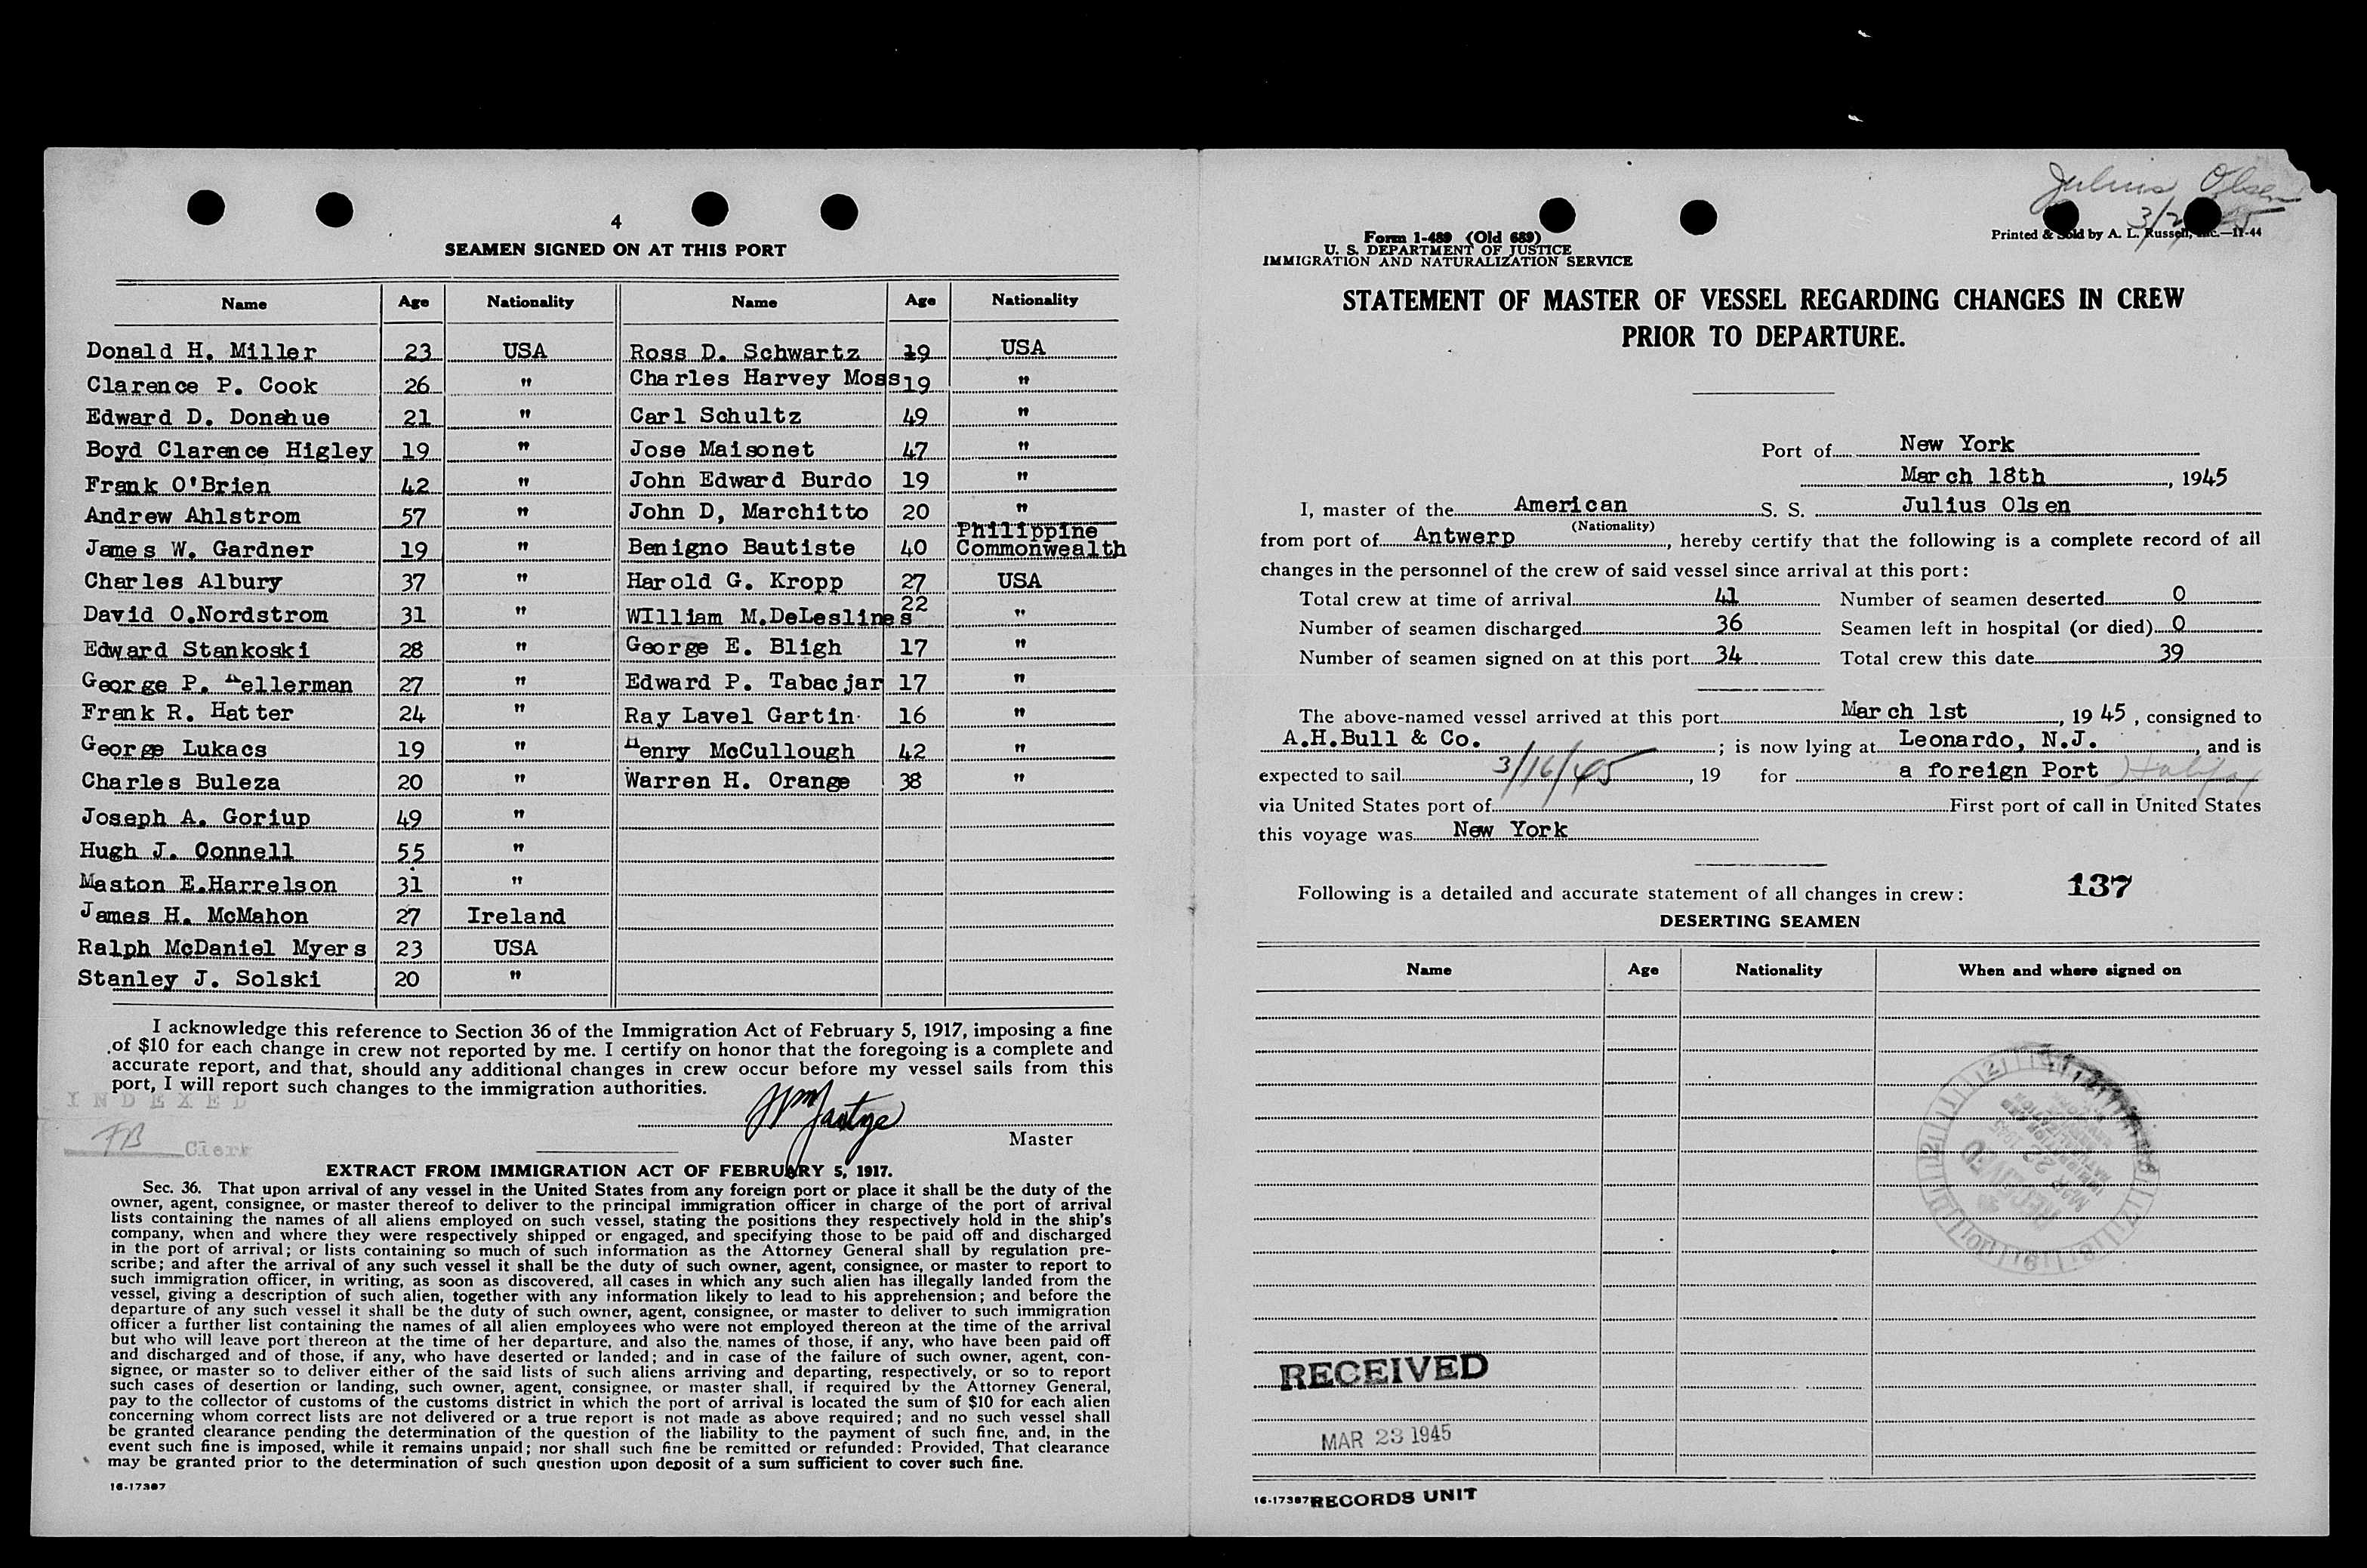 4
SEAMEN SIGNED ON AT THIS PORT
Name Age Nationality Name Age Nationality
Donald H. Miller 23 USA Ross D. Schwartz 19 USA
Clarence P. Cook 26 " Charles Harvey Moss 19 "
Edward D. Donahue 21 " Carl Schultz 49 "
Boyd Clarence Higley 19 " Jose Maisonet 47 "
Frank O'Brien 42 " John Edward Burdo 19 "
Andrew Ahlstrom 57 " John D, Marchitto 20 "
James W. Gardner 19 " Benigno Bautiste 40 Philippine Commonwealth
Charles Albury 37 " Harold G. Kropp 27 USA
David O.Nordstrom 31 " WIlliam M.DeLeslines 22 "
Edward Stankoski 28 " George E. Bligh 17 "
George P. Kellerman 27 " Edward P. Tabacjar 17 "
Frank R. Hatter 24 " Ray Lavel Gartin 16 "
George Lukacs 19 " Henry McCullough 42 "
Charles Buleza 20 " Warren H. Orange 38 "
Joseph A. Goriup 49 "
Hugh J. Connell 55 "
Maston E.Harrelson 31 "
James H. McMahon 27 Ireland
Ralph McDaniel Myers 23 USA
Stanley J. Solski 20 "
I acknowledge this reference to Section 36 of the Immigration Act of February 5, 1917, imposing a fine
of $10 for each change in crew not reported by me. I certify on honor that the foregoing is a complete and
accurate report, and that, should any additional changes in crew occur before my vessel sails from this
port, I will report such changes to the immigration authorities.
INDEXED
FB Clerk
Master
EXTRACT FROM IMMIGRATION ACT OF FEBRUARY 5, 1917.
Sec. 36. That upon arrival of any vessel in the United States from any foreign port or place it shall be the duty of the
owner, agent, consignee, or master thereof to deliver to the principal immigration officer in charge of the port of arrival
lists containing the names of all aliens employed on such vessel, stating the positions they respectively hold in the ship's
company, when and where they were respectively shipped or engaged, and specifying those to be paid off and discharged
in the port of arrival; or lists containing so much of such information as the Attorney General shall by regulation pre-
scribe; and after the arrival of any such vessel it shall be the duty of such owner, agent, consignee, or master to report to
such immigration officer, in writing, as soon as discovered, all cases in which any such alien has illegally landed from the
vessel, giving a description of such alien, together with any information likely to lead to his apprehension; and before the
departure of any such vessel it shall be the duty of such owner, agent, consignee, or master to deliver to such immigration
officer a further list containing the names of all alien employees who were not employed thereon at the time of the arrival
but who will leave port thereon at the time of her departure, and also the names of those, if any, who have been paid off
and discharged and of those, if any, who have deserted or landed; and in case of the failure of such owner, agent, con-
signee, or master so to deliver either of the said lists of such aliens arriving and departing, respectively, or so to report
such cases of desertion or landing, such owner, agent, consignee, or master shall, if required by the Attorney General,
pay to the collector of customs of the customs district in which the port of arrival is located the sum of $10 for each alien
concerning whom correct lists are not delivered or a true report is not made as above required; and no such vessel shall
be granted clearance pending the determination of the question of the liability to the payment of such fine, and, in the
event such fine is imposed, while it remains unpaid; nor shall such fine be remitted or refunded: Provided, That clearance
may be granted prior to the determination of such question upon deposit of a sum sufficient to cover such fine.
16-17387
Julius Olsen
Printed & Sold by A. L. Russell, Inc.—11-44
Form I-489 (Old 689)
U. S. DEPARTMENT OF JUSTICE
IMMIGRATION AND NATURALIZATION SERVICE
STATEMENT OF MASTER OF VESSEL REGARDING CHANGES IN CREW
PRIOR TO DEPARTURE.
Port of New York
March 18th, 1945
I, master of the American S. S. Julius Olsen
(Nationality)
from port of Antwerp, hereby certify that the following is a complete record of all
changes in the personnel of the crew of said vessel since arrival at this port:
Total crew at time of arrival 41 Number of seamen deserted 0
Number of seamen discharged 36 Seamen left in hospital (or died) 0
Number of seamen signed on at this port 34 Total crew this date 39
The above-named vessel arrived at this port March 1st, 19 45, consigned to
A.H.Bull & Co.; is now lying at Leonardo, N.J., and is
expected to sail 3/16/45, 19 for a foreign Port Halifax
via United States port of First port of call in United States
this voyage was New York
Following is a detailed and accurate statement of all changes in crew:
137
DESERTING SEAMEN
Name Age Nationality When and where signed on
RECEIVED
MAR 22 1945
RECEIVED
MAR 23 1945
16-17387 RECORDS UNIT